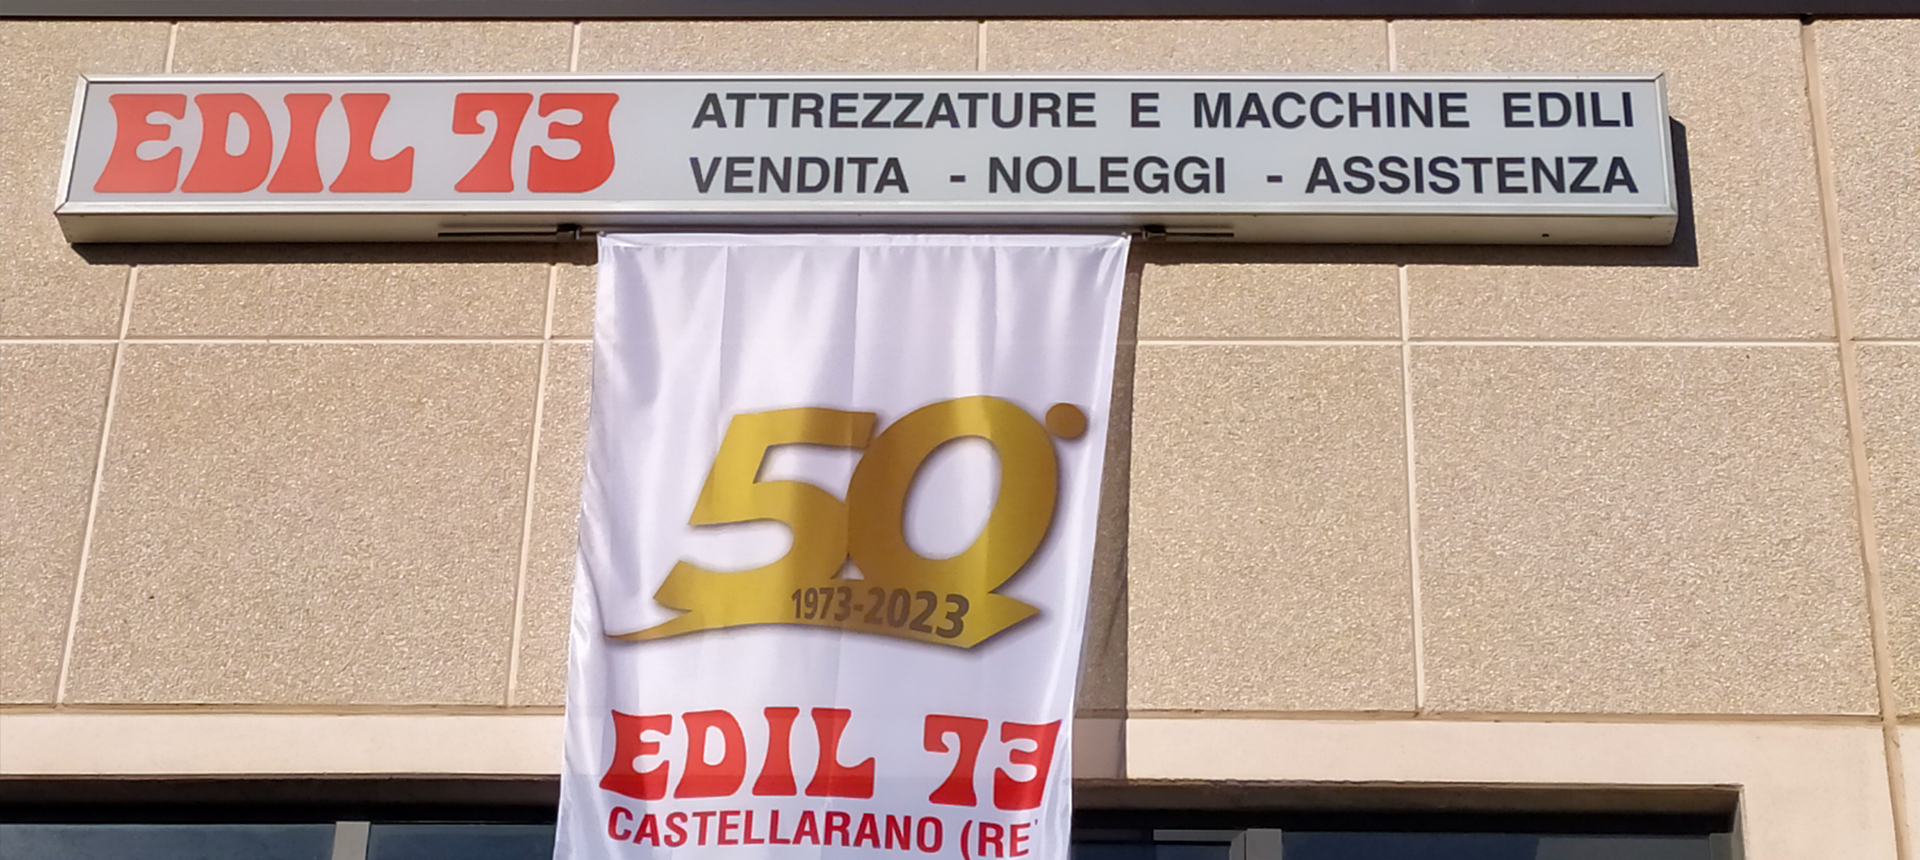 EDIL 73
ATTREZZATURE E MACCHINE EDILI
VENDITA - NOLEGGI - ASSISTENZA
50°
1973-2023
EDIL 73
CASTELLARANO (RE